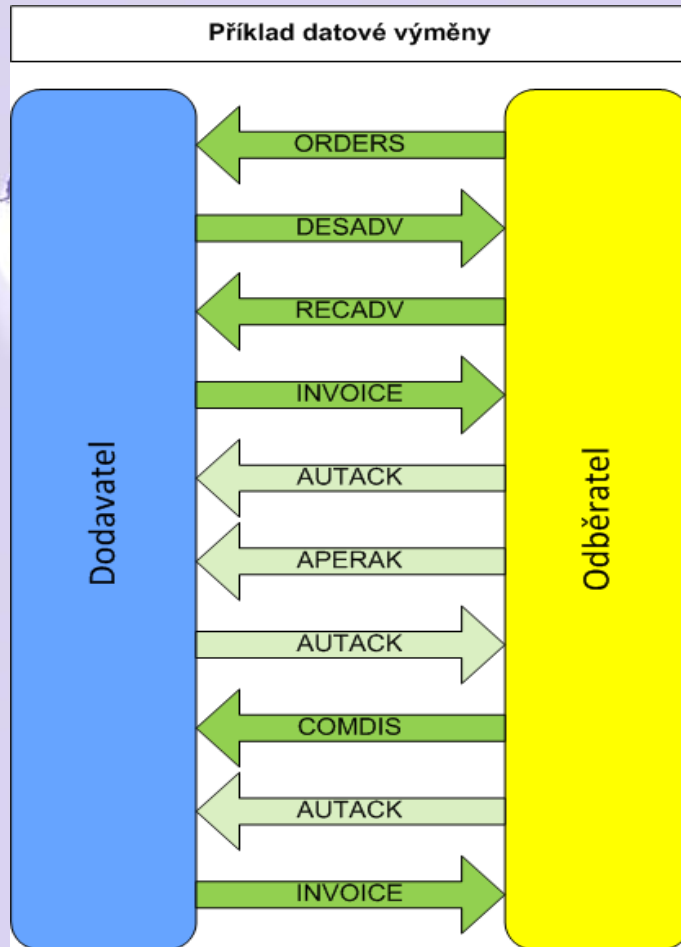 Příklad datové výměny
ORDERS
DESADV
RECADV
INVOICE
AUTACK
APERAK
AUTACK
COMDIS
AUTACK
INVOICE
Dodavatel
Odběratel